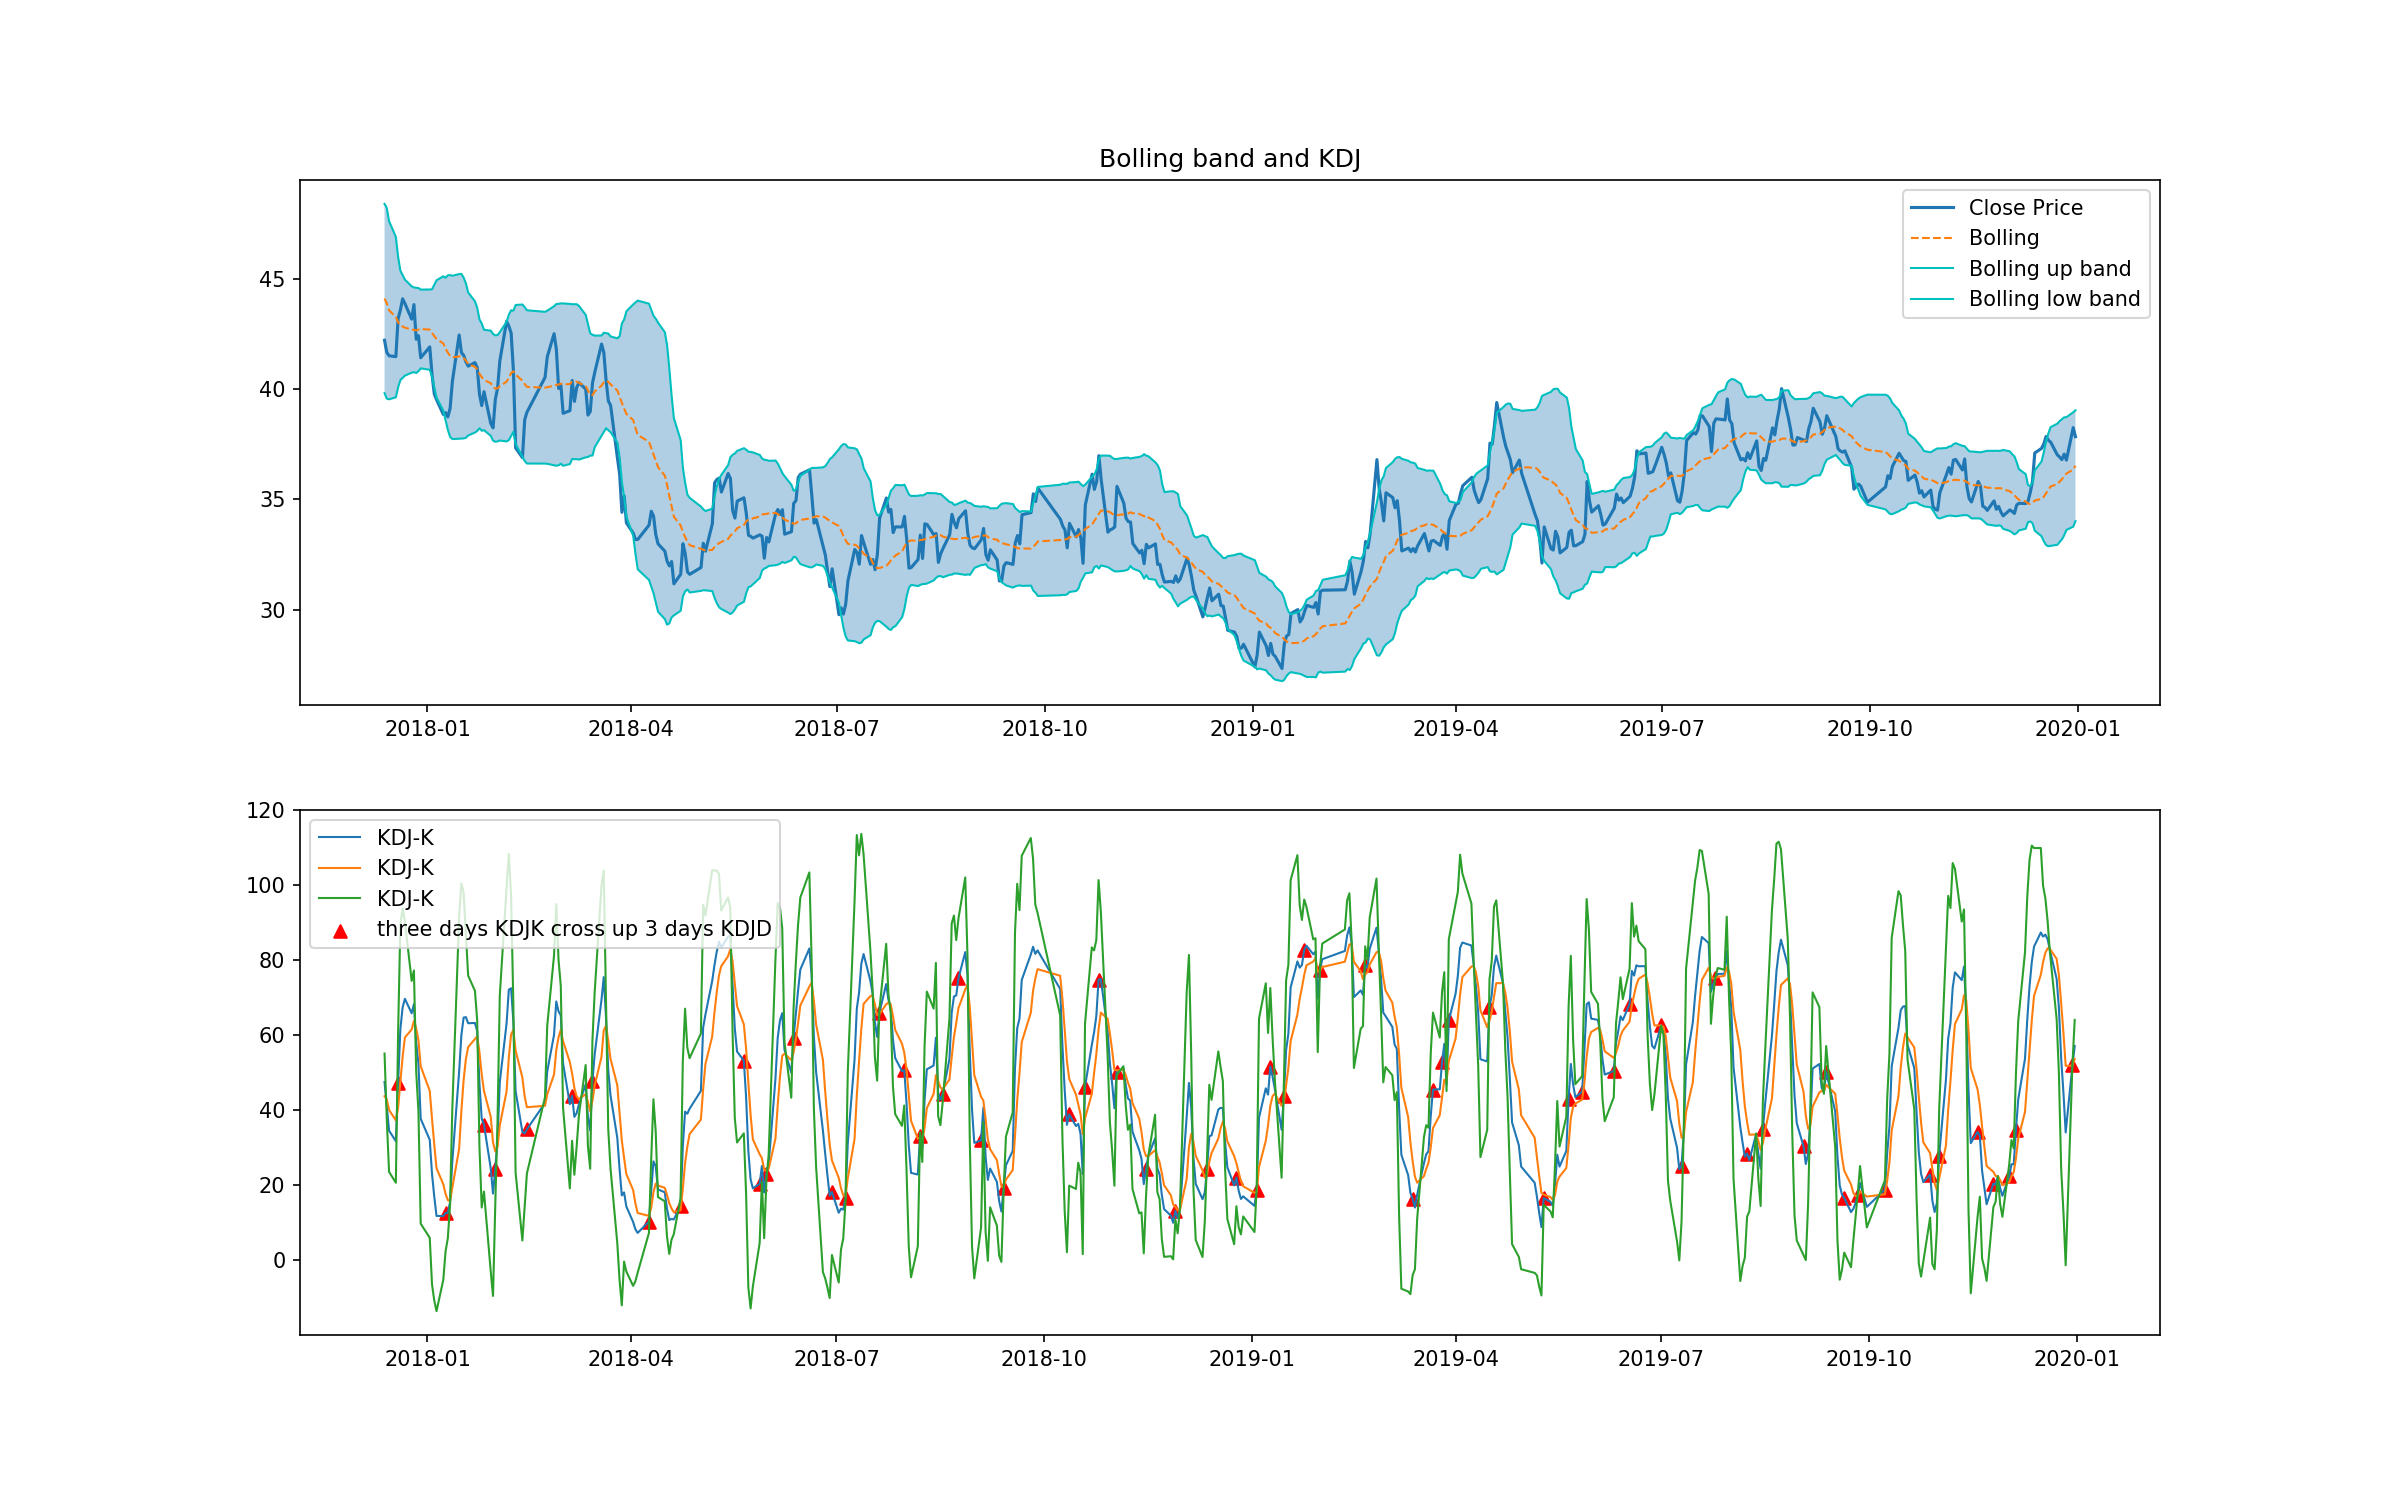 Bolling band and KDJ
Close Price
Bolling
Bolling up band
Bolling low band
45
40
35
30
2018-01 2018-04 2018-07 2018-10 2019-01 2019-04 2019-07 2019-10 2020-01
120
100
80
60
40
20
0
KDJ-K
KDJ-K
KDJ-K
three days KDJK cross up 3 days KDJD
2018-01 2018-04 2018-07 2018-10 2019-01 2019-04 2019-07 2019-10 2020-01